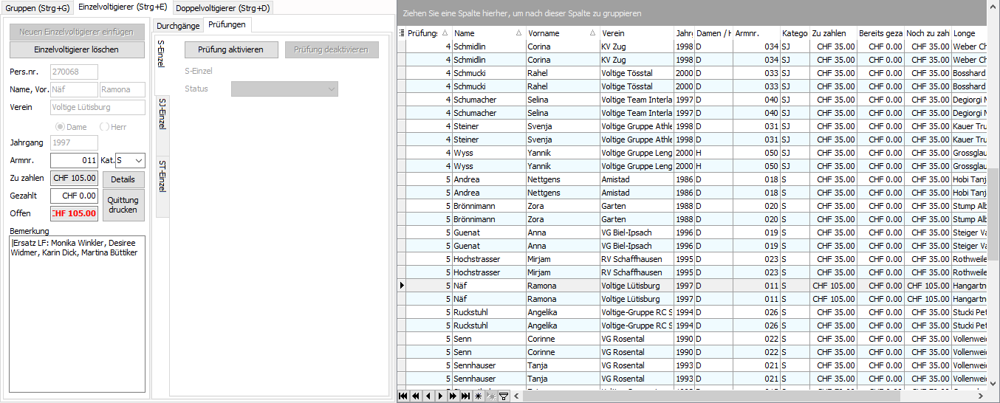 Gruppen (Strg+G) Einzelvoltigierer (Strg+E) Doppelvoltigierer (Strg+D)
Neuen Einzelvoltigierer einfügen
Einzelvoltigierer löschen
Pers.nr. 270068
Name, Vor. Näf Ramona
Verein Voltige Lütisburg
Dame Herr
Jahrgang 1997
Armnr. 011 Kat. S
Zu zahlen CHF 105.00 Details
Gezahlt CHF 0.00 Quittung drucken
Offen CHF 105.00
Bemerkung
Ersatz LF: Monika Winkler, Desiree
Widmer, Karin Dick, Martina Büttiker
Durchgänge Prüfungen
S-Einzel
SJ-Einzel
ST-Einzel
Prüfung aktivieren Prüfung deaktivieren
S-Einzel
Status
Ziehen Sie eine Spalte hierher, um nach dieser Spalte zu gruppieren
Prüfungs Name Vorname Verein Jahrg Damen / H Armnr. Katego Zu zahlen Bereits geza Noch zu zahl Longe
4 Schmidlin Corina KV Zug 1998 D 034 SJ CHF 35.00 CHF 0.00 CHF 35.00 Weber Ch
4 Schmidlin Corina KV Zug 1998 D 034 SJ CHF 35.00 CHF 0.00 CHF 35.00 Weber Ch
4 Schmucki Rahel Voltige Tösstal 2000 D 033 SJ CHF 35.00 CHF 0.00 CHF 35.00 Bosshard
4 Schmucki Rahel Voltige Tösstal 2000 D 033 SJ CHF 35.00 CHF 0.00 CHF 35.00 Bosshard
4 Schumacher Selina Voltige Team Interla 1997 D 040 SJ CHF 35.00 CHF 0.00 CHF 35.00 Degiorgi M
4 Schumacher Selina Voltige Team Interla 1997 D 040 SJ CHF 35.00 CHF 0.00 CHF 35.00 Degiorgi M
4 Steiner Svenja Voltige Gruppe Athle 1998 D 031 SJ CHF 35.00 CHF 0.00 CHF 35.00 Kauer Tru
4 Steiner Svenja Voltige Gruppe Athle 1998 D 031 SJ CHF 35.00 CHF 0.00 CHF 35.00 Kauer Tru
4 Wyss Yannik Voltige Gruppe Leng 2000 H 050 SJ CHF 35.00 CHF 0.00 CHF 35.00 Grossglau
4 Wyss Yannik Voltige Gruppe Leng 2000 H 050 SJ CHF 35.00 CHF 0.00 CHF 35.00 Grossglau
5 Andrea Nettgens Amistad 1986 D 018 S CHF 35.00 CHF 0.00 CHF 35.00 Hobi Tanj
5 Andrea Nettgens Amistad 1986 D 018 S CHF 35.00 CHF 0.00 CHF 35.00 Hobi Tanj
5 Brönnimann Zora Garten 1988 D 020 S CHF 35.00 CHF 0.00 CHF 35.00 Stump Alb
5 Brönnimann Zora Garten 1988 D 020 S CHF 35.00 CHF 0.00 CHF 35.00 Stump Alb
5 Guenat Anna VG Biel-Ipsach 1996 D 019 S CHF 35.00 CHF 0.00 CHF 35.00 Steiger Va
5 Guenat Anna VG Biel-Ipsach 1996 D 019 S CHF 35.00 CHF 0.00 CHF 35.00 Steiger Va
5 Hochstrasser Mirjam RV Schaffhausen 1995 D 023 S CHF 35.00 CHF 0.00 CHF 35.00 Rothweile
5 Hochstrasser Mirjam RV Schaffhausen 1995 D 023 S CHF 35.00 CHF 0.00 CHF 35.00 Rothweile
5 Näf Ramona Voltige Lütisburg 1997 D 011 S CHF 105.00 CHF 0.00 CHF 105.00 Hangartn
5 Näf Ramona Voltige Lütisburg 1997 D 011 S CHF 105.00 CHF 0.00 CHF 105.00 Hangartn
5 Ruckstuhl Angelika Voltige-Gruppe RC S 1994 D 026 S CHF 35.00 CHF 0.00 CHF 35.00 Stucki Pet
5 Ruckstuhl Angelika Voltige-Gruppe RC S 1994 D 026 S CHF 35.00 CHF 0.00 CHF 35.00 Stucki Pet
5 Senn Corinne VG Rosental 1990 D 022 S CHF 35.00 CHF 0.00 CHF 35.00 Vollenweid
5 Senn Corinne VG Rosental 1990 D 022 S CHF 35.00 CHF 0.00 CHF 35.00 Vollenweid
5 Sennhauser Tanja VG Rosental 1993 D 021 S CHF 35.00 CHF 0.00 CHF 35.00 Vollenweid
5 Sennhauser Tanja VG Rosental 1993 D 021 S CHF 35.00 CHF 0.00 CHF 35.00 Vollenweid